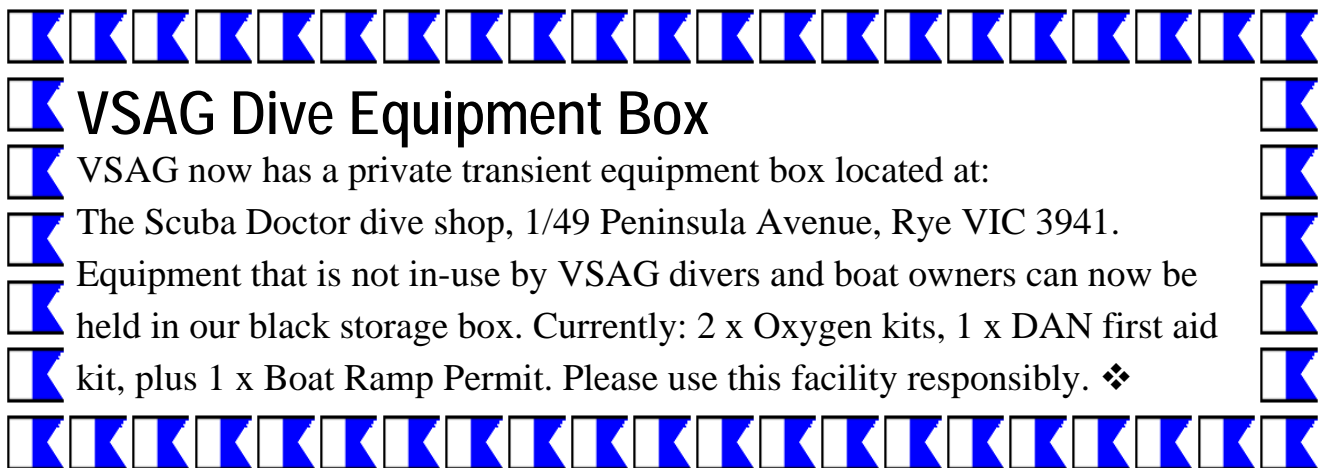 VSAG Dive Equipment Box
VSAG now has a private transient equipment box located at:
The Scuba Doctor dive shop, 1/49 Peninsula Avenue, Rye VIC 3941.
Equipment that is not in-use by VSAG divers and boat owners can now be
held in our black storage box. Currently: 2 x Oxygen kits, 1 x DAN first aid
kit, plus 1 x Boat Ramp Permit. Please use this facility responsibly. ❖